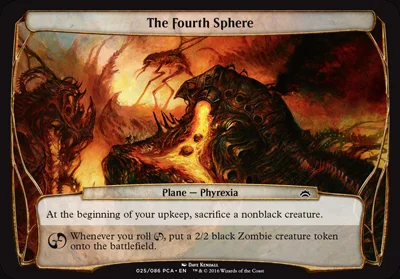 The Fourth Sphere
Plane — Phyrexia
At the beginning of your upkeep, sacrifice a nonblack creature.
Whenever you roll , put a 2/2 black Zombie creature token
onto the battlefield.
DAVE KENDALL
025/086 PCA • EN ™ & © 2016 Wizards of the Coast